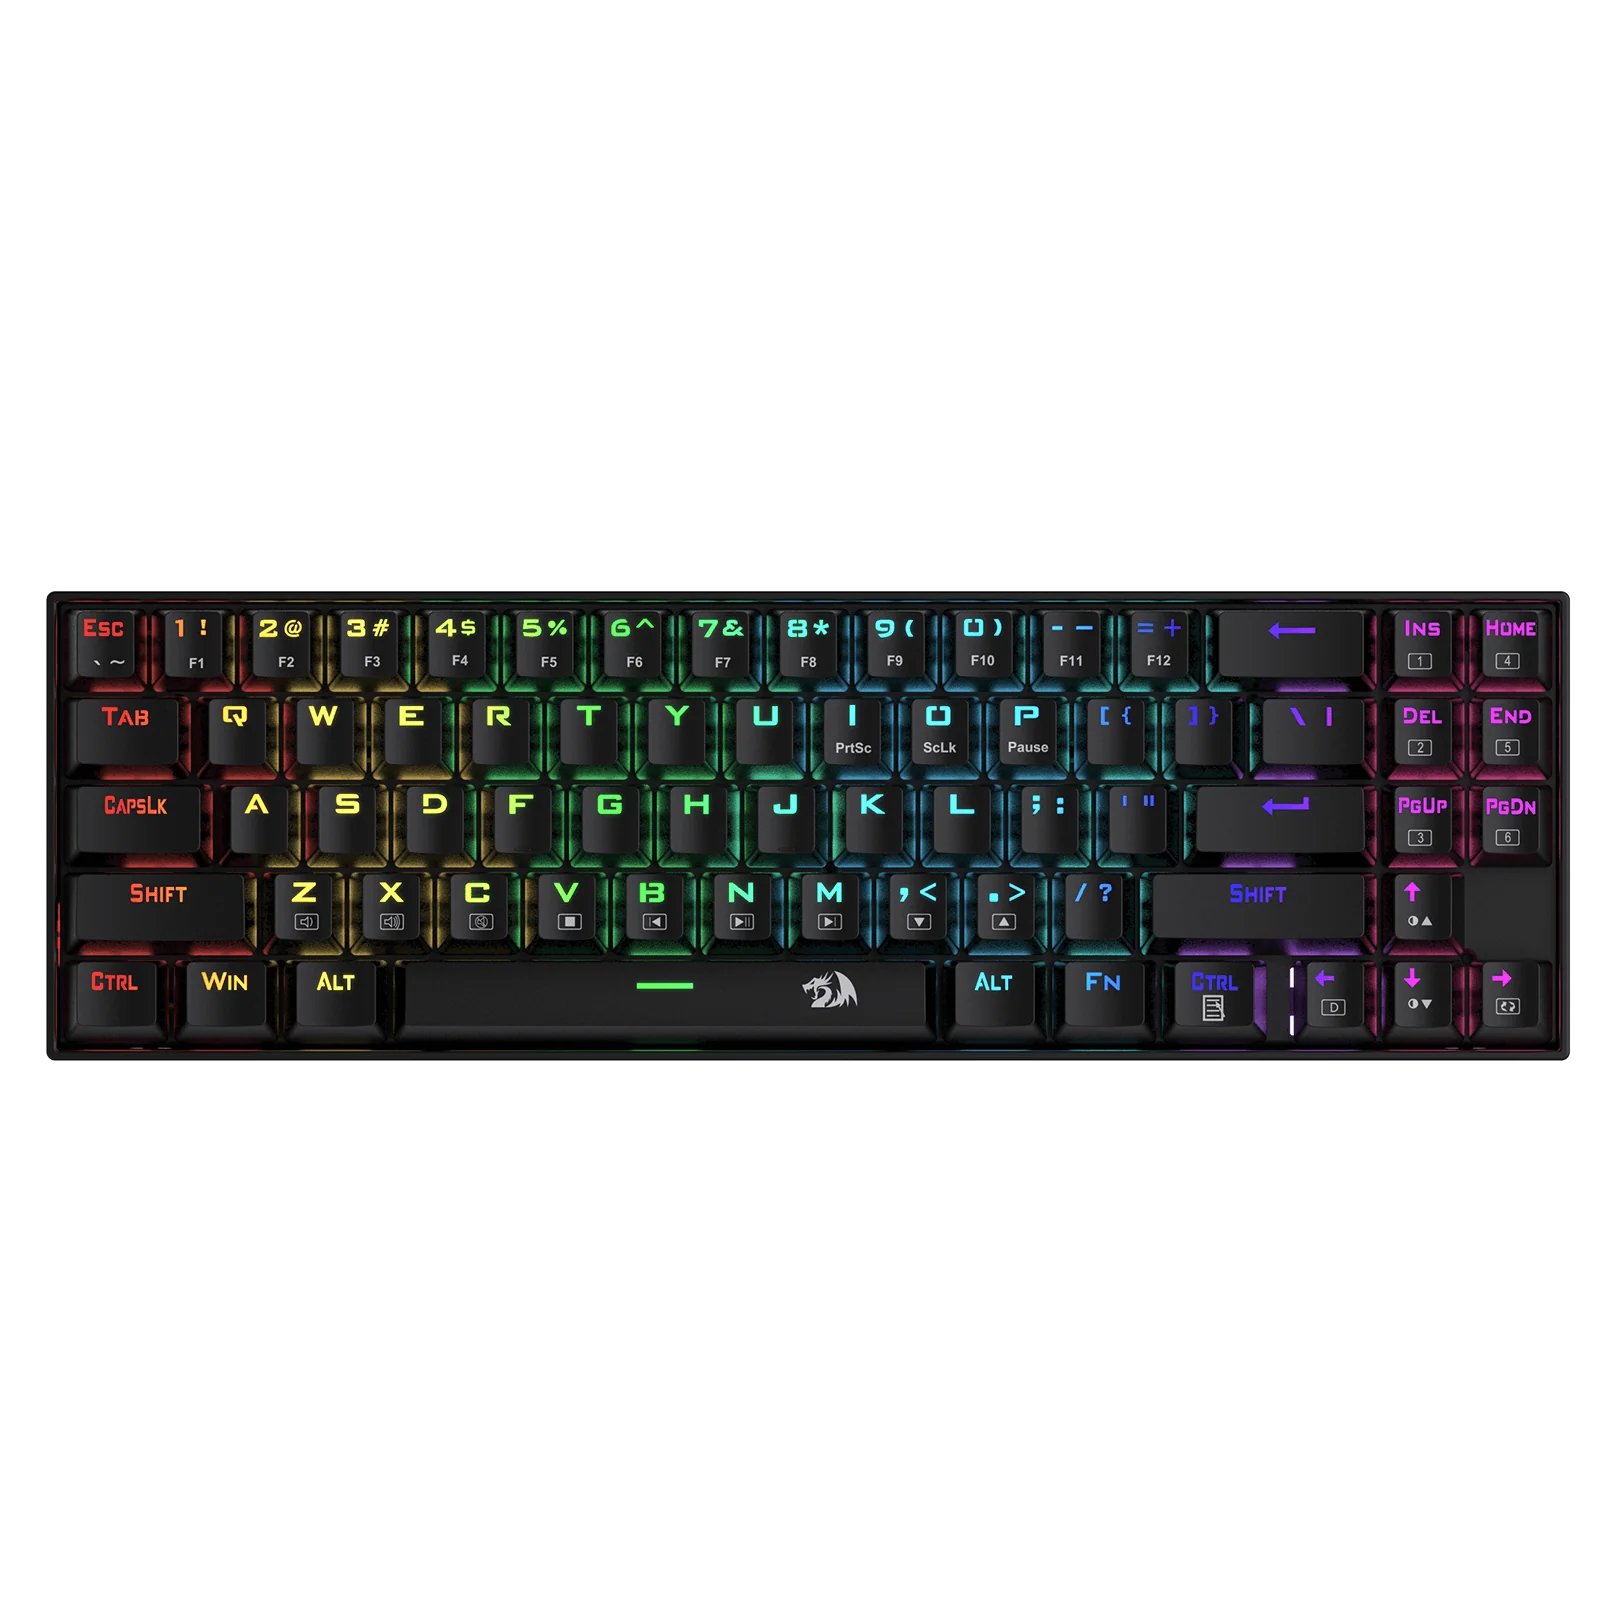 Esc 1 ! 2 @ 3 # 4 $ 5 % 6 ^ 7 & 8 * 9 ( 0 ) - – = + ← Ins Home
` ~ F1 F2 F3 F4 F5 F6 F7 F8 F9 F10 F11 F12 1 4
Tab Q W E R T Y U I O P [ { ] } \ | Del End
PrtSc ScLk Pause 2 5
CapsLk A S D F G H J K L ; : ' " PgUp PgDn
3 6
Shift Z X C V B N M , < . > / ? Shift ↑
Ctrl Win Alt Alt Fn Ctrl ← ↓ →
D